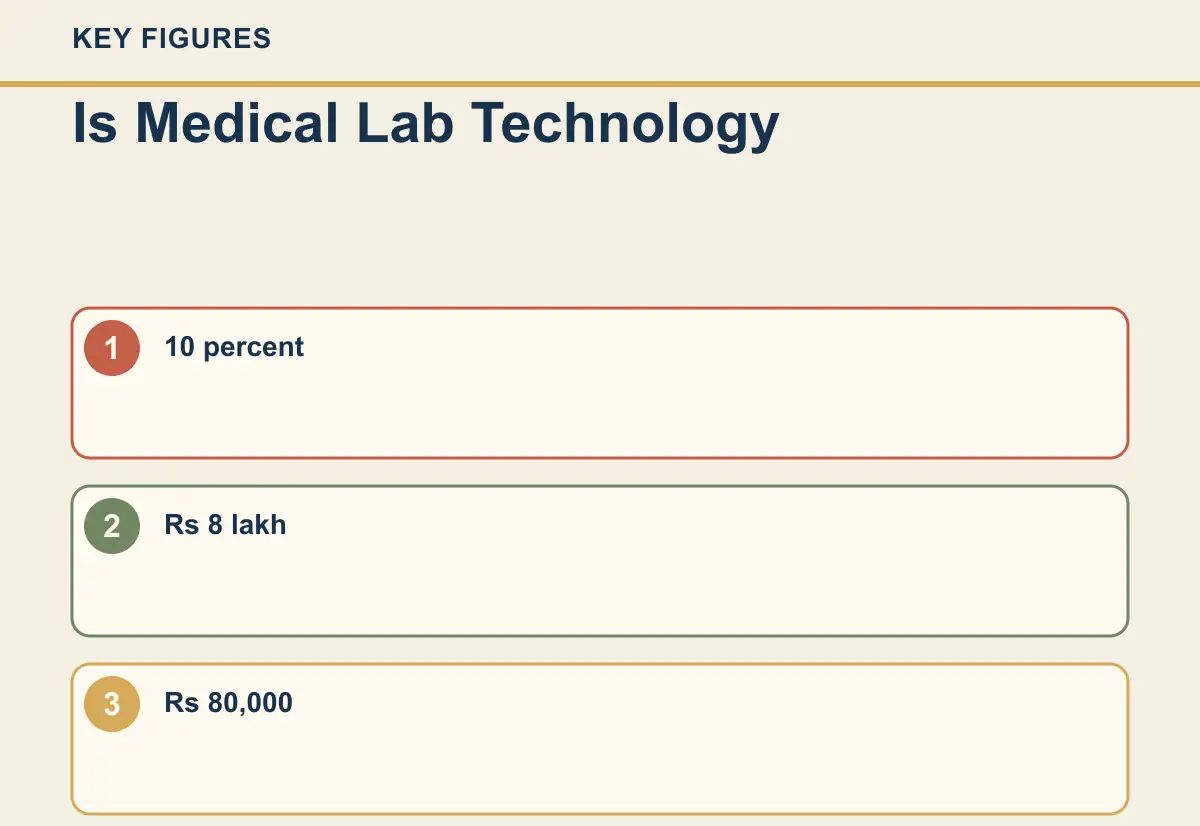 KEY FIGURES
Is Medical Lab Technology
1 10 percent
2 Rs 8 lakh
3 Rs 80,000